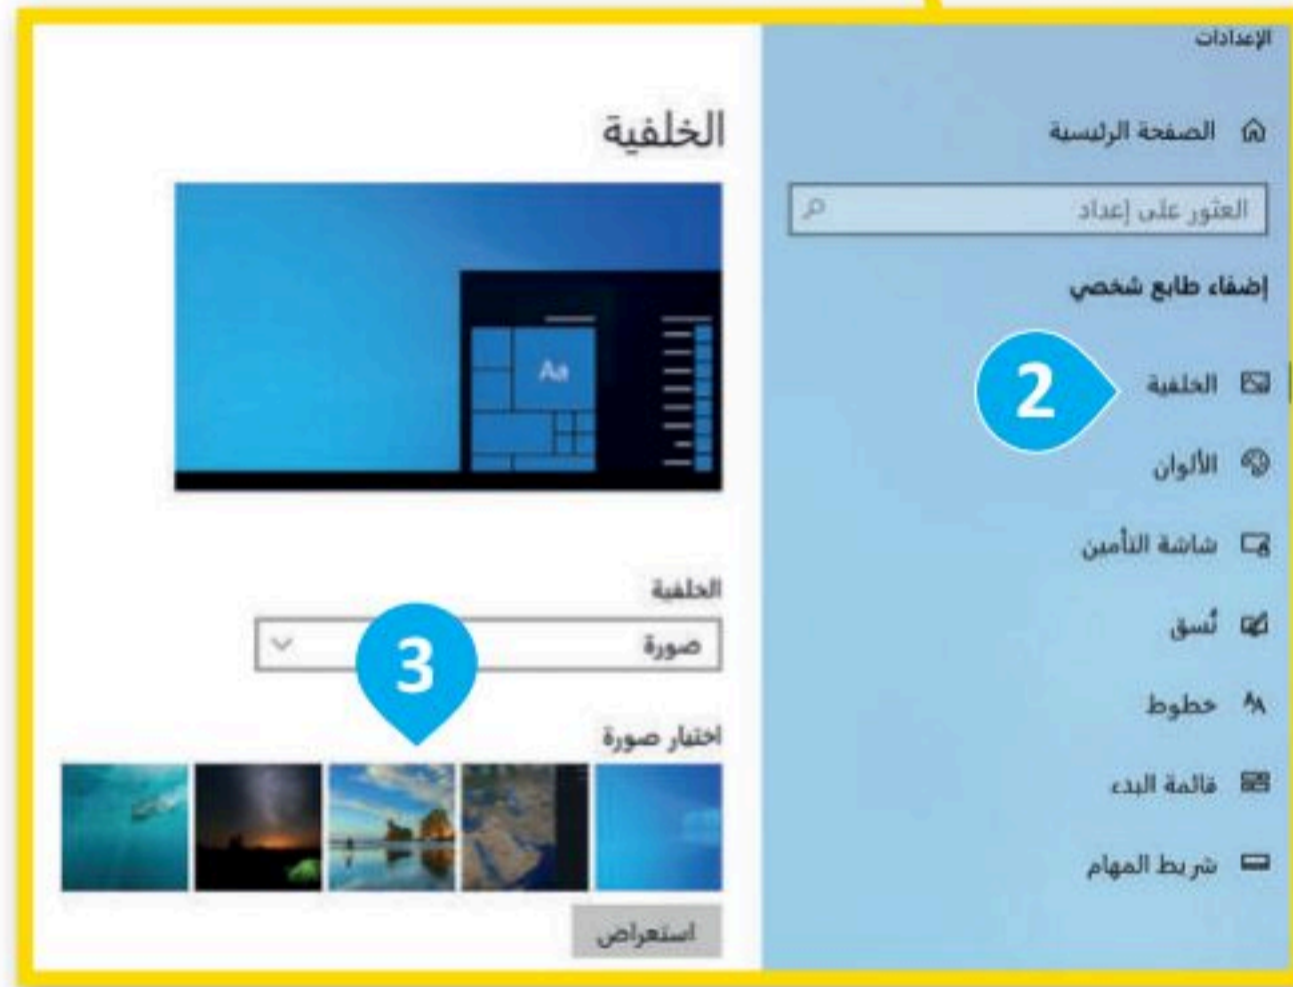 الإعدادات
الصفحة الرئيسية
العثور على إعداد
إضفاء طابع شخصي
2
الخلفية
الألوان
شاشة التأمين
نُسق
خطوط
قائمة البدء
شريط المهام
الخلفية
Aa
الخلفية
صورة
3
اختيار صورة
استعراض